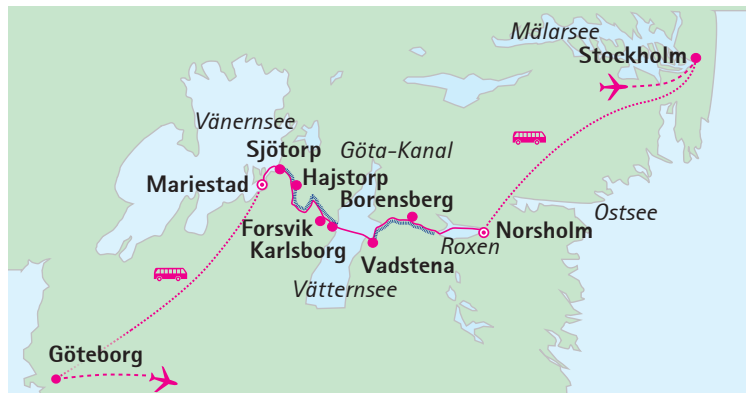 Mälarsee
Stockholm
Vänernsee
Sjötorp
Göta-Kanal
Mariestad
Hajstorp
Borensberg
Forsvik
Karlsborg
Ostsee
Norsholm
Roxen
Vadstena
Vätternsee
Göteborg